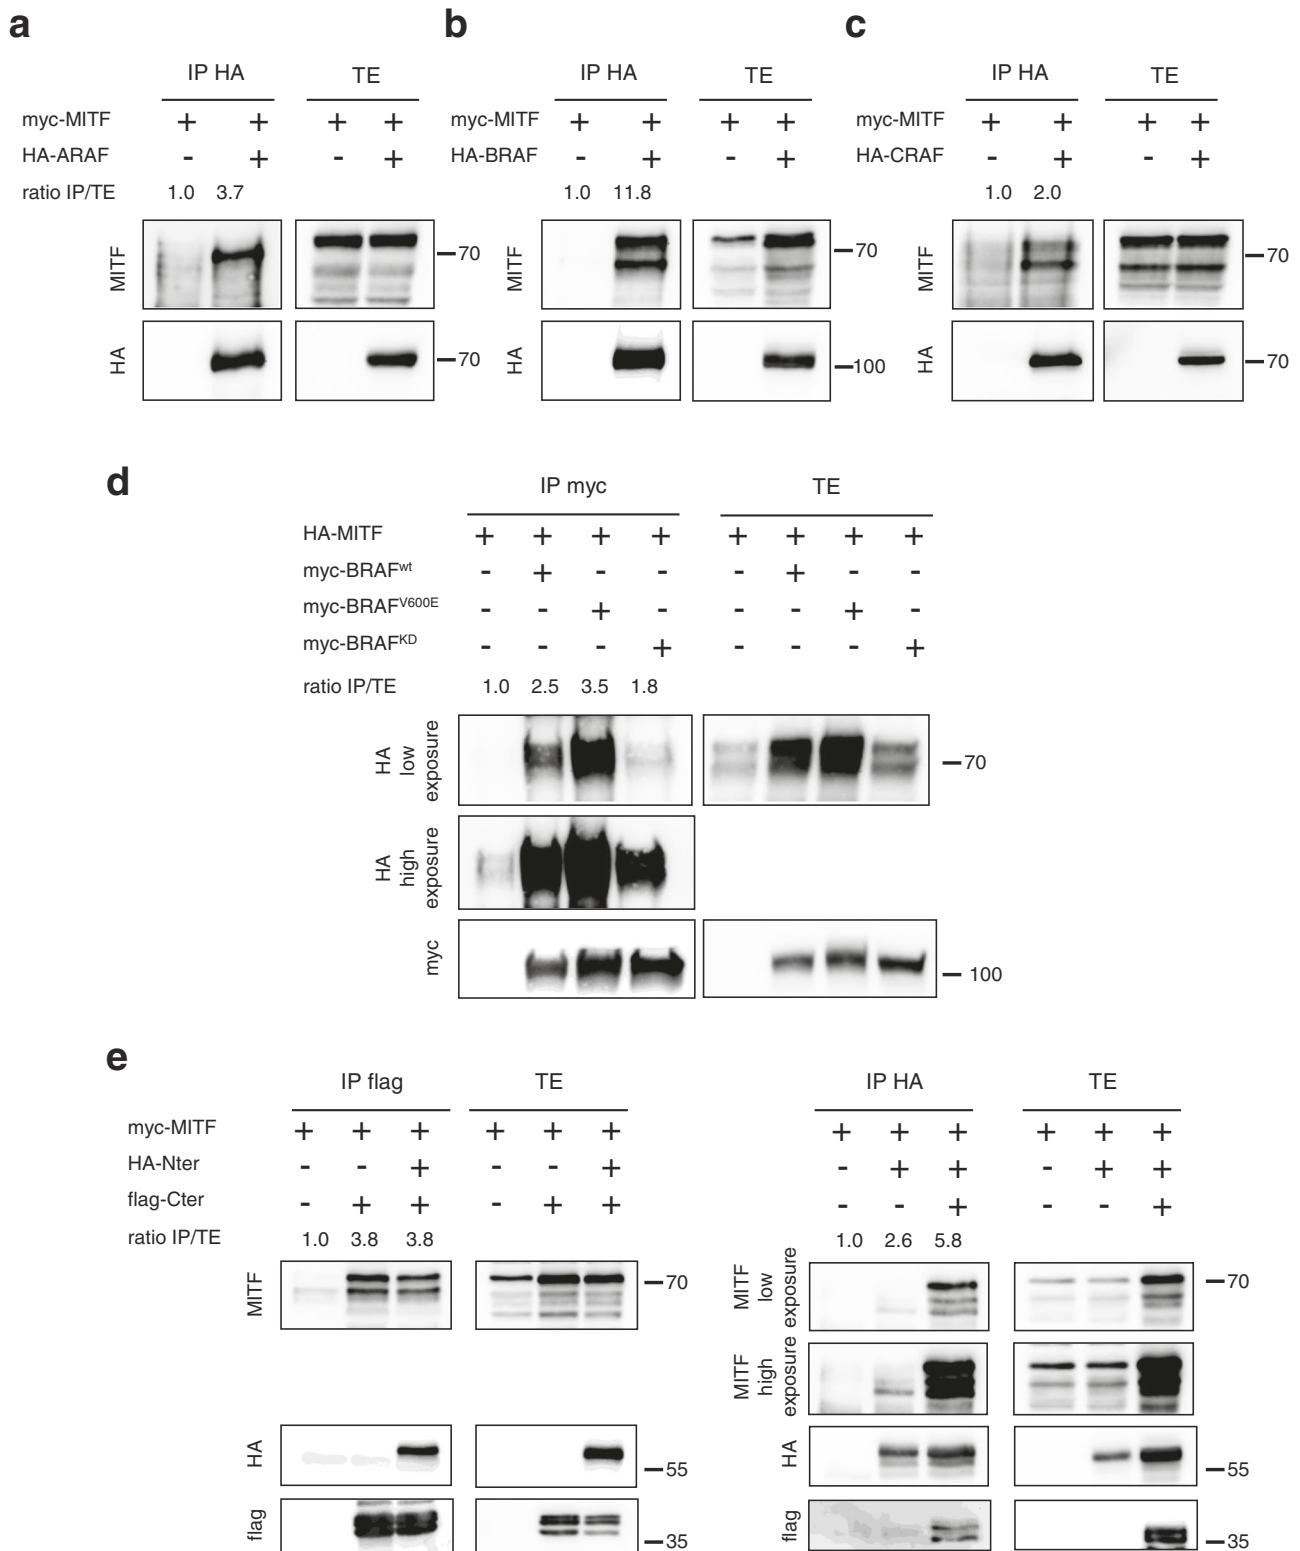 a
IP HA TE
myc-MITF + + + +
HA-ARAF - + - +
ratio IP/TE 1.0 3.7
MITF
70
HA
70
b
IP HA TE
myc-MITF + + + +
HA-BRAF - + - +
ratio IP/TE 1.0 11.8
MITF
70
HA
100
c
IP HA TE
myc-MITF + + + +
HA-CRAF - + - +
ratio IP/TE 1.0 2.0
MITF
70
HA
70
d
IP myc TE
HA-MITF + + + + + + + +
myc-BRAFwt - + - - - + - -
myc-BRAFV600E - - + - - - + -
myc-BRAFKD - - - + - - - +
ratio IP/TE 1.0 2.5 3.5 1.8
HA
low
exposure
70
HA
high
exposure
myc
100
e
IP flag TE
myc-MITF + + + + + +
HA-Nter - - + - - +
flag-Cter - + + - + +
ratio IP/TE 1.0 3.8 3.8
MITF
70
HA
55
flag
35
IP HA TE
+ + + + + +
- + + - + +
- - + - - +
1.0 2.6 5.8
MITF
low
exposure
70
MITF
high
exposure
HA
55
flag
35